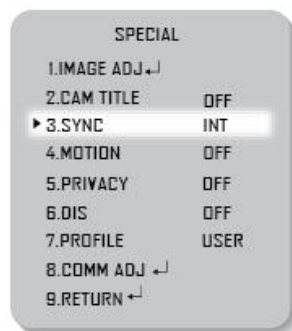 SPECIAL
1.IMAGE ADJ↵
2.CAM TITLE OFF
▶ 3.SYNC INT
4.MOTION OFF
5.PRIVACY OFF
6.DIS OFF
7.PROFILE USER
8.COMM ADJ ↵
9.RETURN ↵